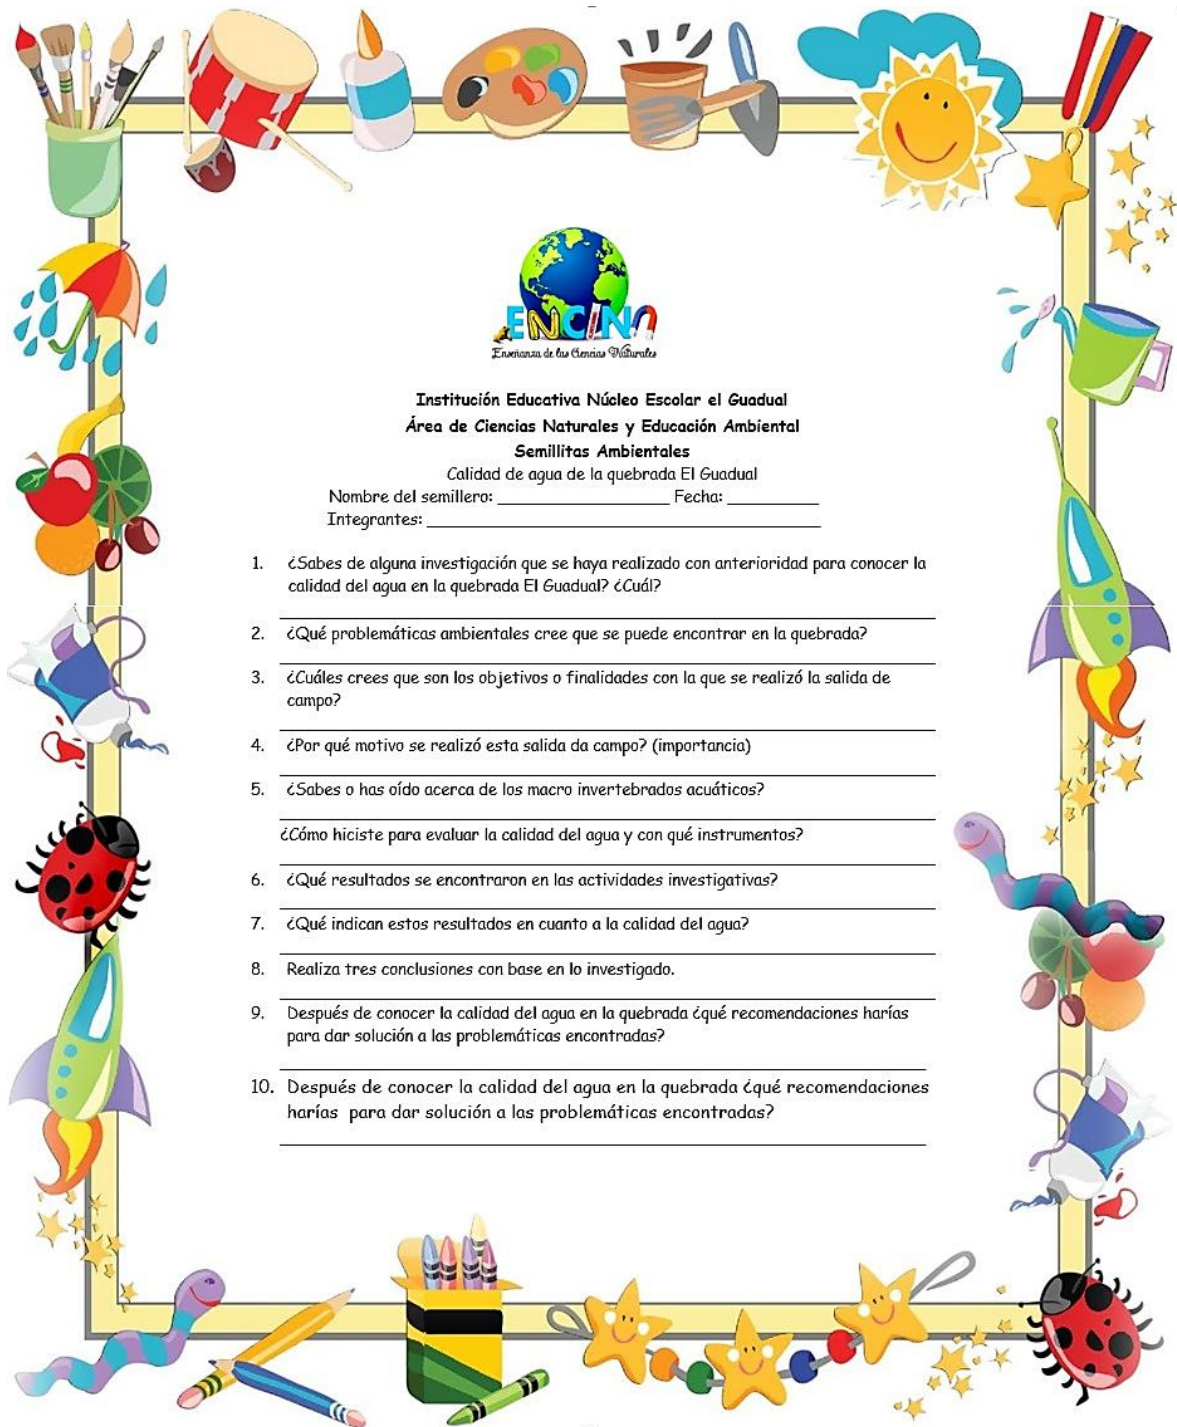 ENCINA
Enseñanza de las Ciencias Naturales
Institución Educativa Núcleo Escolar el Guadual
Área de Ciencias Naturales y Educación Ambiental
Semillitas Ambientales
Calidad de agua de la quebrada El Guadual
Nombre del semillero: ____________________ Fecha: ___________
Integrantes: ______________________________________________
1. ¿Sabes de alguna investigación que se haya realizado con anterioridad para conocer la
calidad del agua en la quebrada El Guadual? ¿Cuál?
2. ¿Qué problemáticas ambientales cree que se puede encontrar en la quebrada?
3. ¿Cuáles crees que son los objetivos o finalidades con la que se realizó la salida de
campo?
4. ¿Por qué motivo se realizó esta salida da campo? (importancia)
5. ¿Sabes o has oído acerca de los macro invertebrados acuáticos?
¿Cómo hiciste para evaluar la calidad del agua y con qué instrumentos?
6. ¿Qué resultados se encontraron en las actividades investigativas?
7. ¿Qué indican estos resultados en cuanto a la calidad del agua?
8. Realiza tres conclusiones con base en lo investigado.
9. Después de conocer la calidad del agua en la quebrada ¿qué recomendaciones harías
para dar solución a las problemáticas encontradas?
10. Después de conocer la calidad del agua en la quebrada ¿qué recomendaciones
harías para dar solución a las problemáticas encontradas?